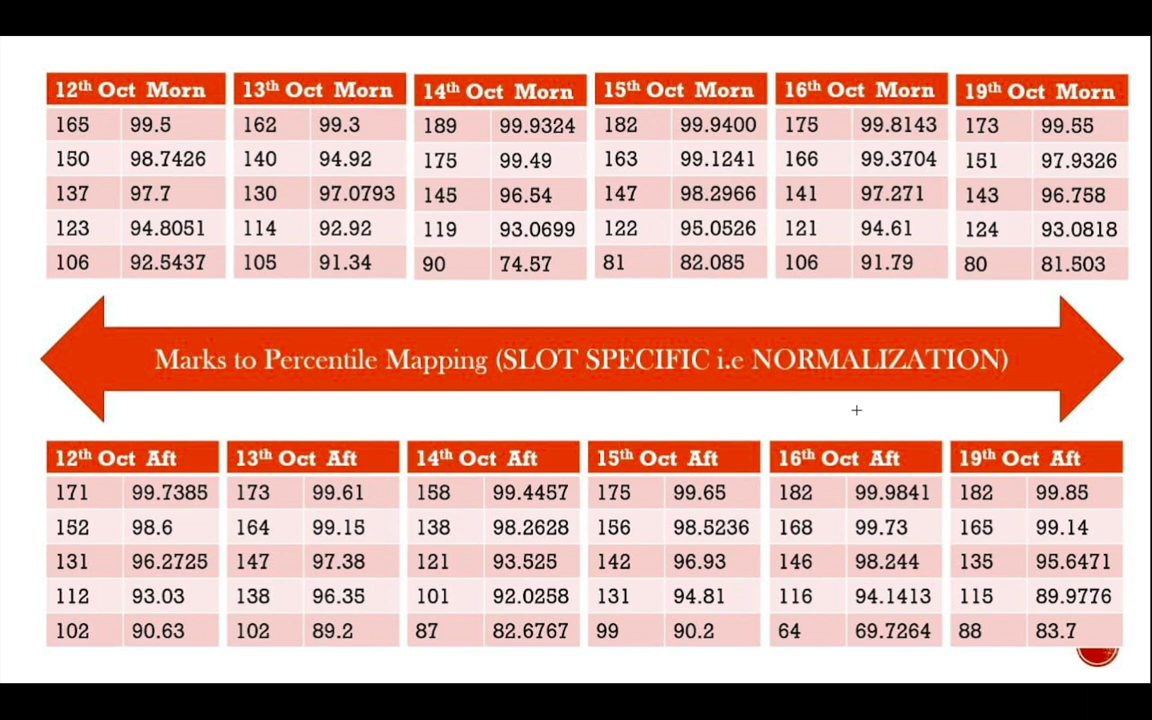 12th Oct Morn 13th Oct Morn 14th Oct Morn 15th Oct Morn 16th Oct Morn 19th Oct Morn
165 99.5 162 99.3 189 99.9324 182 99.9400 175 99.8143 173 99.55
150 98.7426 140 94.92 175 99.49 163 99.1241 166 99.3704 151 97.9326
137 97.7 130 97.0793 145 96.54 147 98.2966 141 97.271 143 96.758
123 94.8051 114 92.92 119 93.0699 122 95.0526 121 94.61 124 93.0818
106 92.5437 105 91.34 90 74.57 81 82.085 106 91.79 80 81.503
Marks to Percentile Mapping (SLOT SPECIFIC i.e NORMALIZATION)
12th Oct Aft 13th Oct Aft 14th Oct Aft 15th Oct Aft 16th Oct Aft 19th Oct Aft
171 99.7385 173 99.61 158 99.4457 175 99.65 182 99.9841 182 99.85
152 98.6 164 99.15 138 98.2628 156 98.5236 168 99.73 165 99.14
131 96.2725 147 97.38 121 93.525 142 96.93 146 98.244 135 95.6471
112 93.03 138 96.35 101 92.0258 131 94.81 116 94.1413 115 89.9776
102 90.63 102 89.2 87 82.6767 99 90.2 64 69.7264 88 83.7